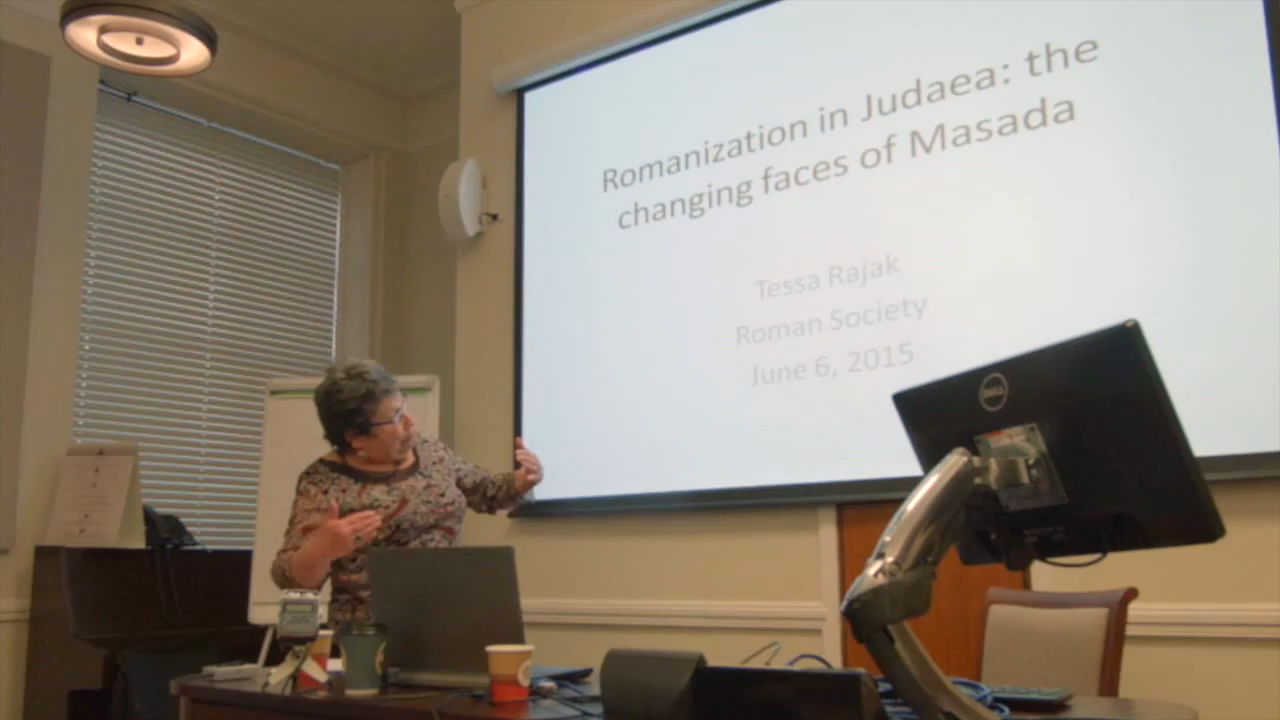 Romanization in Judaea: the
changing faces of Masada
Tessa Rajak
Roman Society
June 6, 2015
DELL